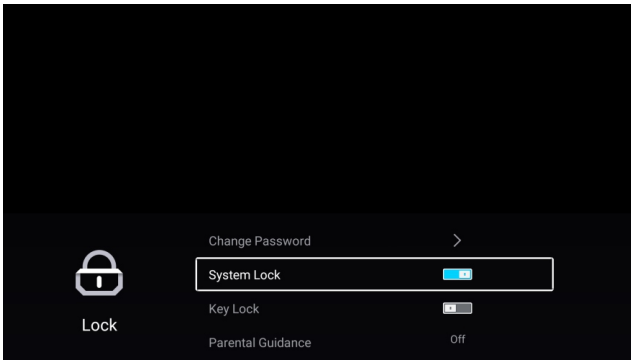 Change Password
System Lock
Key Lock
Lock
Parental Guidance Off